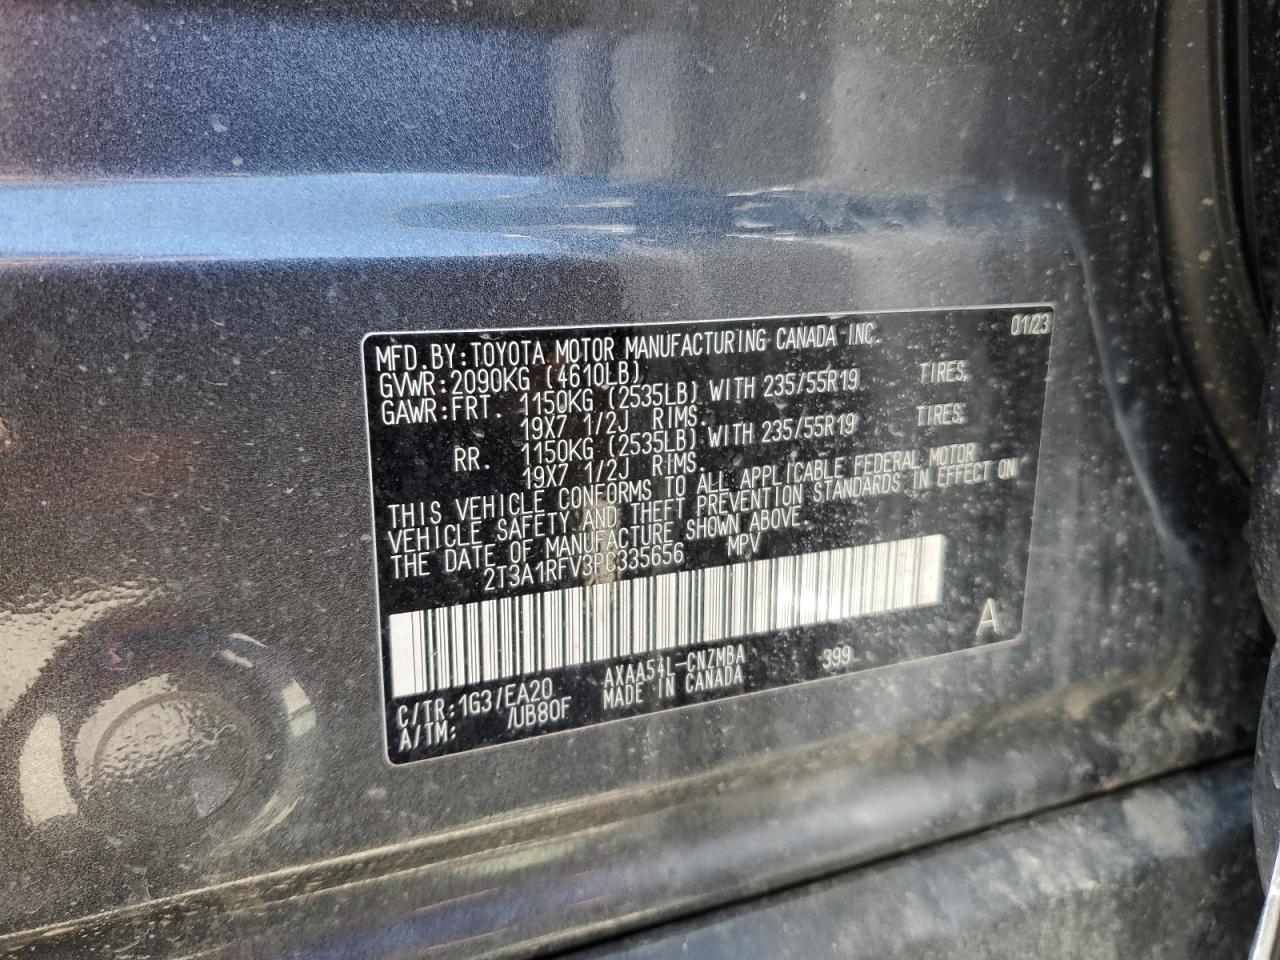 01/23
MFD. BY: TOYOTA MOTOR MANUFACTURING CANADA INC.
GVWR: 2090KG (4610LB)
GAWR: FRT. 1150KG (2535LB) WITH 235/55R19 TIRES,
19X7 1/2J RIMS.
RR. 1150KG (2535LB) WITH 235/55R19 TIRES,
19X7 1/2J RIMS.
THIS VEHICLE CONFORMS TO ALL APPLICABLE FEDERAL MOTOR
VEHICLE SAFETY AND THEFT PREVENTION STANDARDS IN EFFECT ON
THE DATE OF MANUFACTURE SHOWN ABOVE.
2T3A1RFV3PC335656 MPV
A
C/TR: 1G3/EA20 AXAA54L-CNZMBA 399
A/TM: /UB80F MADE IN CANADA